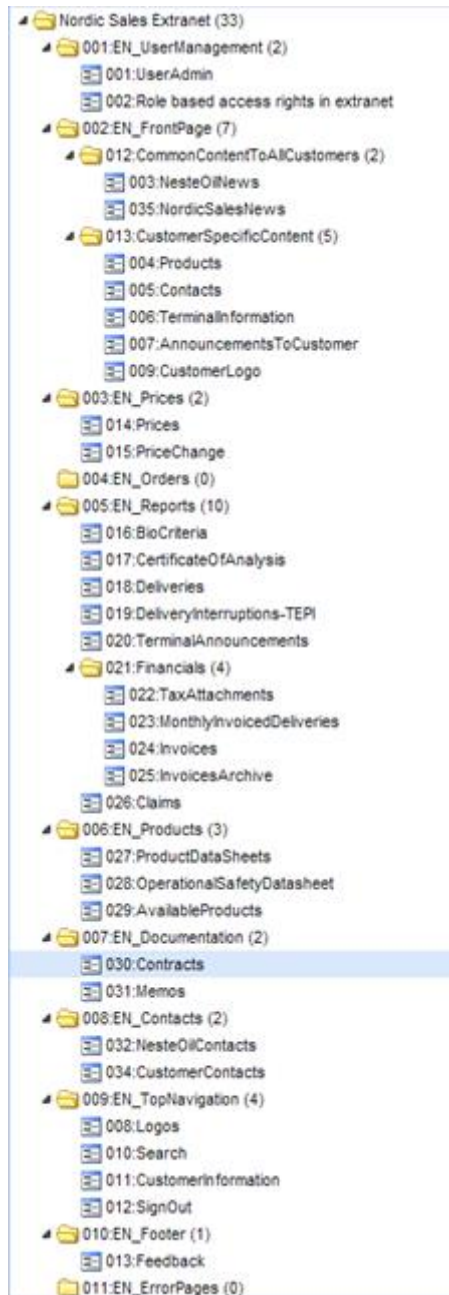 Nordic Sales Extranet (33)
001:EN_UserManagement (2)
001:UserAdmin
002:Role based access rights in extranet
002:EN_FrontPage (7)
012:CommonContentToAllCustomers (2)
003:NesteOilNews
035:NordicSalesNews
013:CustomerSpecificContent (5)
004:Products
005:Contacts
006:TerminalInformation
007:AnnouncementsToCustomer
009:CustomerLogo
003:EN_Prices (2)
014:Prices
015:PriceChange
004:EN_Orders (0)
005:EN_Reports (10)
016:BioCriteria
017:CertificateOfAnalysis
018:Deliveries
019:DeliveryInterruptions-TEPI
020:TerminalAnnouncements
021:Financials (4)
022:TaxAttachments
023:MonthlyInvoicedDeliveries
024:Invoices
025:InvoicesArchive
026:Claims
006:EN_Products (3)
027:ProductDataSheets
028:OperationalSafetyDatasheet
029:AvailableProducts
007:EN_Documentation (2)
030:Contracts
031:Memos
008:EN_Contacts (2)
032:NesteOilContacts
034:CustomerContacts
009:EN_TopNavigation (4)
008:Logos
010:Search
011:CustomerInformation
012:SignOut
010:EN_Footer (1)
013:Feedback
011:EN_ErrorPages (0)